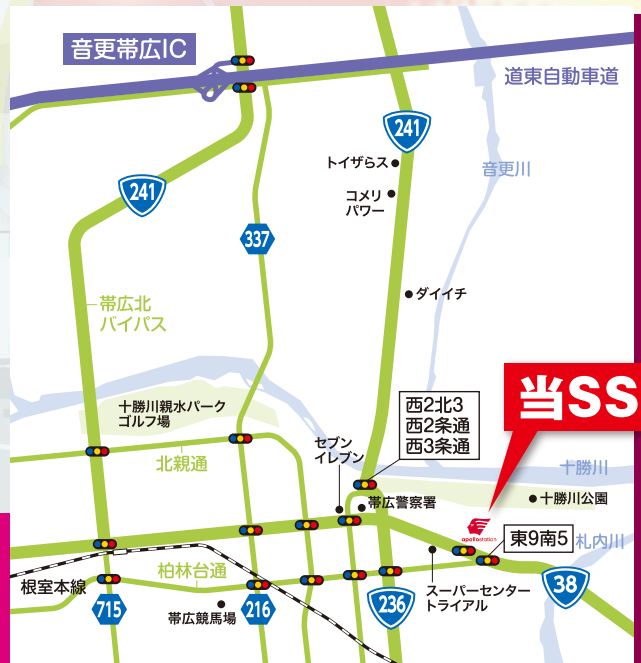 音更帯広IC
道東自動車道
241
トイザらス
音更川
コメリ
パワー
241
337
ダイイチ
帯広北
バイパス
当SS
十勝川親水パーク
ゴルフ場
西2北3
西2条通
西3条通
セブン
イレブン
北親通
十勝川
帯広警察署
十勝川公園
apollostation
東9南5
札内川
柏林台通
根室本線
スーパーセンター
トライアル
38
715
216
236
帯広競馬場